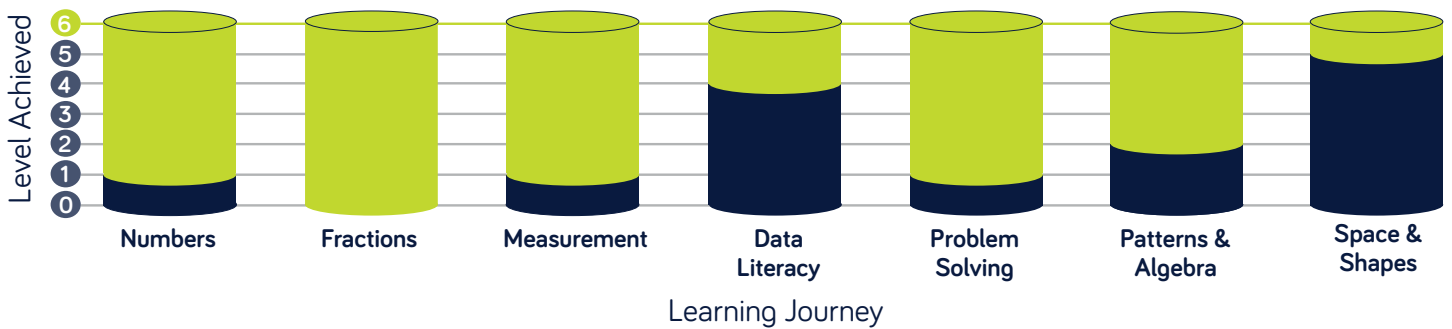 Level Achieved
6
5
4
3
2
1
0
Numbers
Fractions
Measurement
Data
Literacy
Problem
Solving
Patterns &
Algebra
Space &
Shapes
Learning Journey